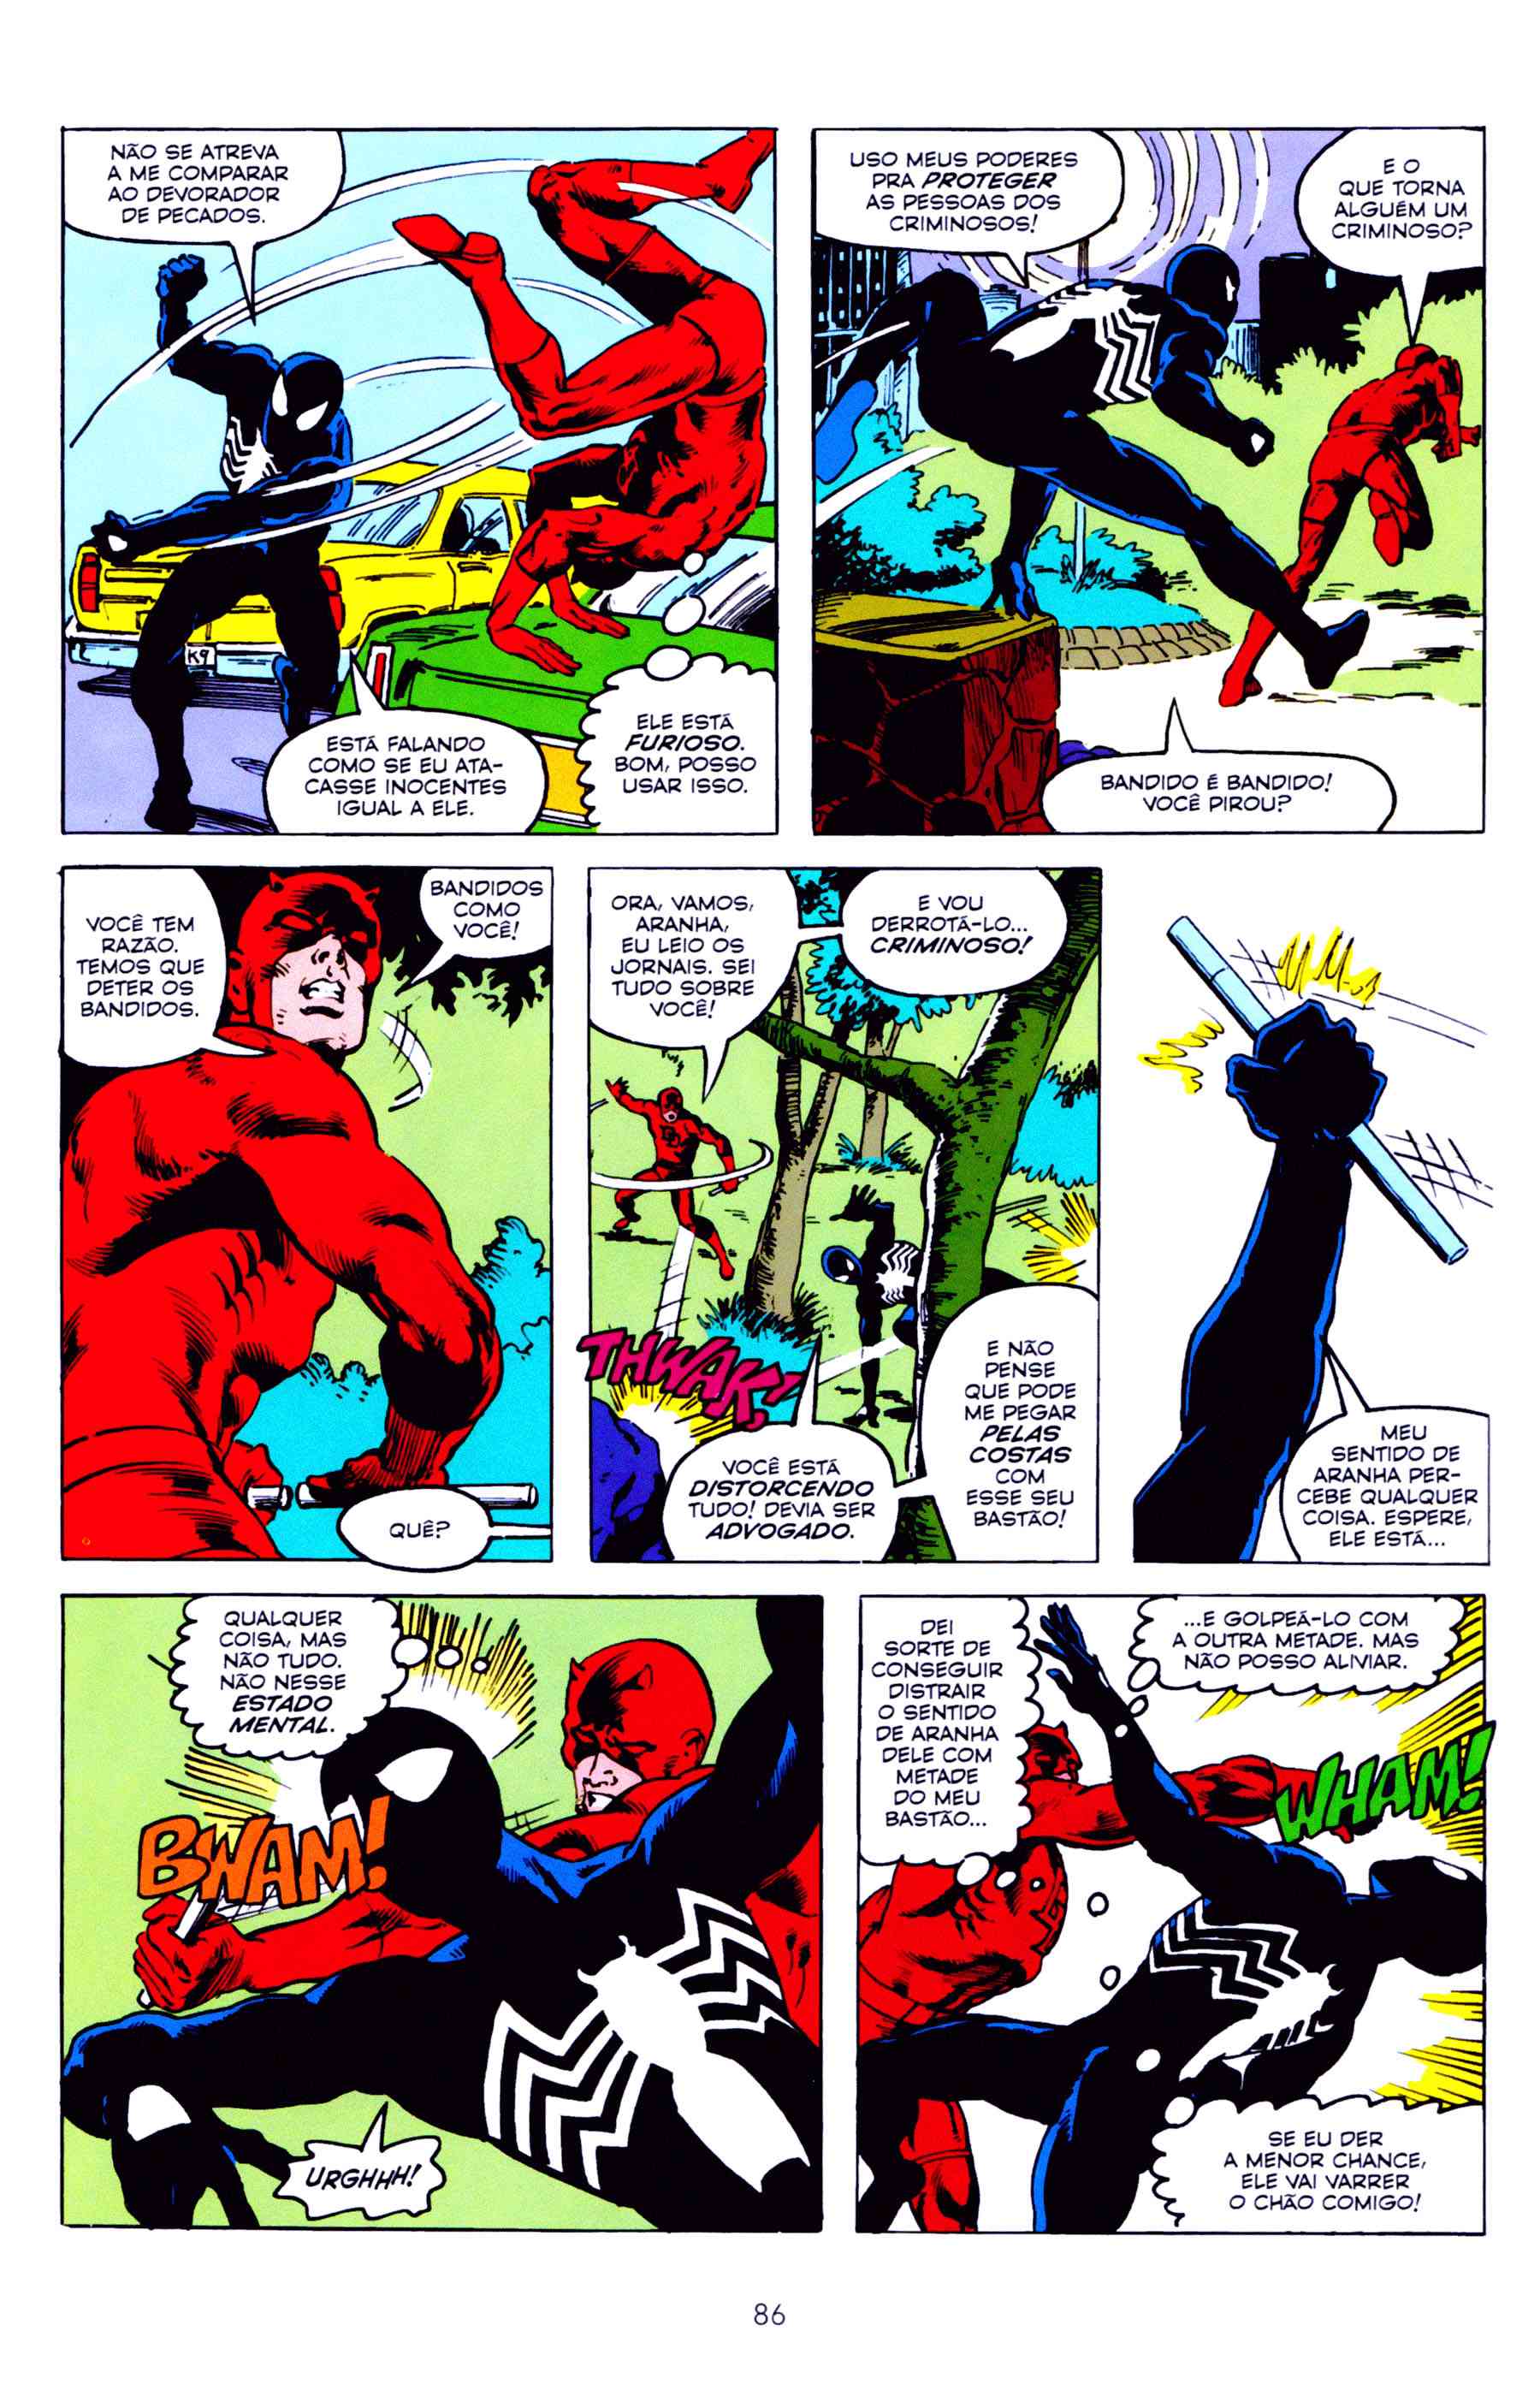 NÃO SE ATREVA
A ME COMPARAR
AO DEVORADOR
DE PECADOS.
K9
ESTÁ FALANDO
COMO SE EU ATA-
CASSE INOCENTES
IGUAL A ELE.
ELE ESTÁ
FURIOSO.
BOM, POSSO
USAR ISSO.
USO MEUS PODERES
PRA PROTEGER
AS PESSOAS DOS
CRIMINOSOS!
E O
QUE TORNA
ALGUÉM UM
CRIMINOSO?
BANDIDO É BANDIDO!
VOCÊ PIROU?
VOCÊ TEM
RAZÃO.
TEMOS QUE
DETER OS
BANDIDOS.
BANDIDOS
COMO
VOCÊ!
QUÊ?
ORA, VAMOS,
ARANHA,
EU LEIO OS
JORNAIS. SEI
TUDO SOBRE
VOCÊ!
E VOU
DERROTÁ-LO...
CRIMINOSO!
DD
THWAK!
VOCÊ ESTÁ
DISTORCENDO
TUDO! DEVIA SER
ADVOGADO.
E NÃO
PENSE
QUE PODE
ME PEGAR
PELAS
COSTAS
COM
ESSE SEU
BASTÃO!
MEU
SENTIDO DE
ARANHA PER-
CEBE QUALQUER
COISA. ESPERE,
ELE ESTÁ...
QUALQUER
COISA, MAS
NÃO TUDO.
NÃO NESSE
ESTADO
MENTAL.
BWAM!
URGHHH!
DEI
SORTE DE
CONSEGUIR
DISTRAIR
O SENTIDO
DE ARANHA
DELE COM
METADE
DO MEU
BASTÃO...
...E GOLPEÁ-LO COM
A OUTRA METADE. MAS
NÃO POSSO ALIVIAR.
WHAM!
SE EU DER
A MENOR CHANCE,
ELE VAI VARRER
O CHÃO COMIGO!
86